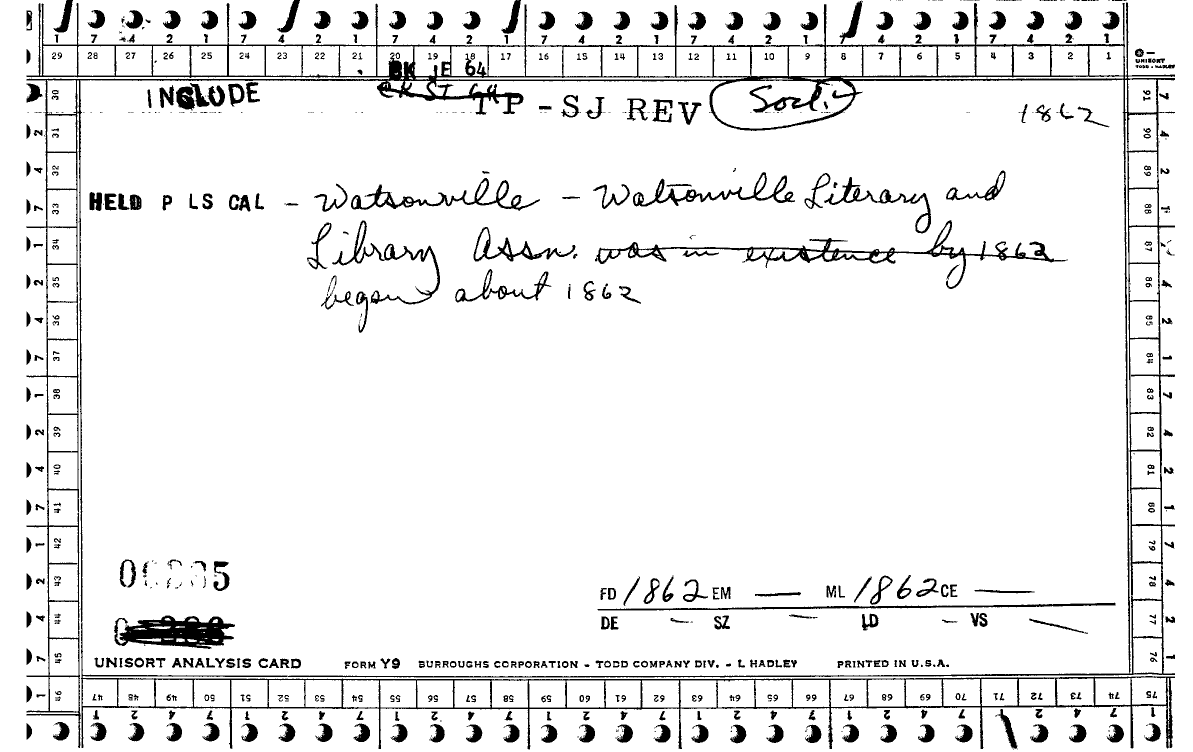 1 7 4 2 1 7 4 2 1 7 4 2 1 7 4 2 1 7 4 2 1 7 4 2 1 7 4 2 1
29 28 27 26 25 24 23 22 21 20 19 18 17 16 15 14 13 12 11 10 9 8 7 6 5 4 3 2 1
UNISORT
TODD - HADLEY
BK JE 64
INCLUDE
CK ST GH
TP - SJ REV Socl. 1862
HELD P LS CAL - Watsonville - Watsonville Literary and
Library Assn. was in existence by 1862
began about 1862
30 31 32 33 34 35 36 37 38 39 40 41 42 43 44 45 46
91 90 89 88 87 86 85 84 83 82 81 80 79 78 77 76
FD 1862 EM — ML 1862 CE —
DE — SZ — LD — VS —
UNISORT ANALYSIS CARD FORM Y9 BURROUGHS CORPORATION - TODD COMPANY DIV. - L HADLEY PRINTED IN U.S.A.
47 48 49 50 51 52 53 54 55 56 57 58 59 60 61 62 63 64 65 66 67 68 69 70 71 72 73 74 75
1 2 4 7 1 2 4 7 1 2 4 7 1 2 4 7 1 2 4 7 1 2 4 7 1 2 4 7 1